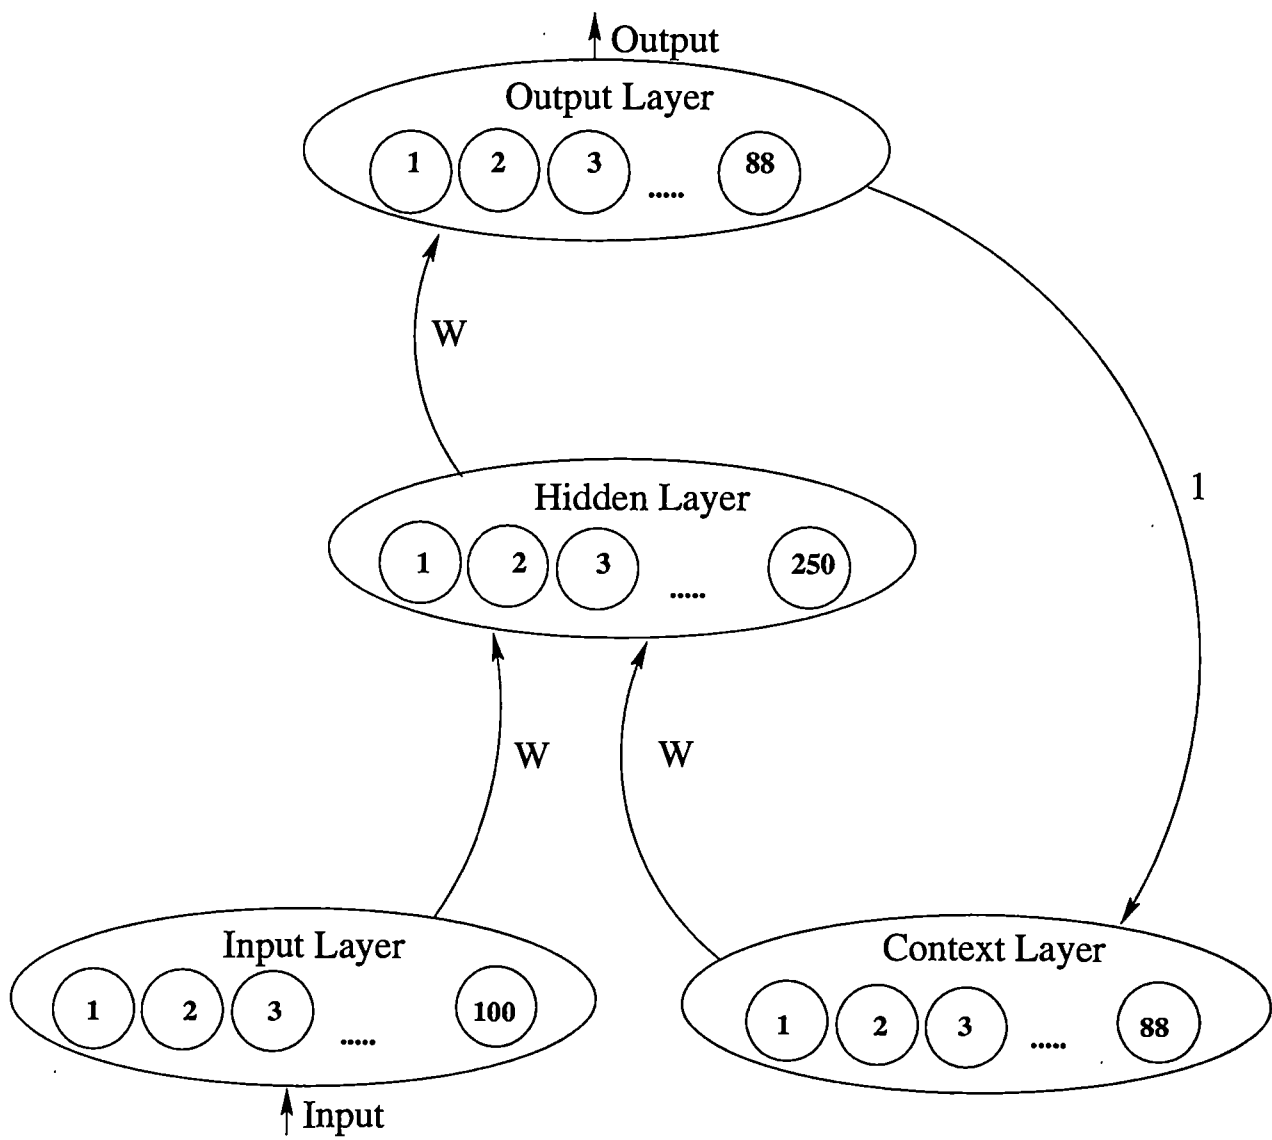 Output
Output Layer
1 2 3 ..... 88
W
Hidden Layer
1
1 2 3 ..... 250
W W
Input Layer Context Layer
1 2 3 ..... 100 1 2 3 ..... 88
Input